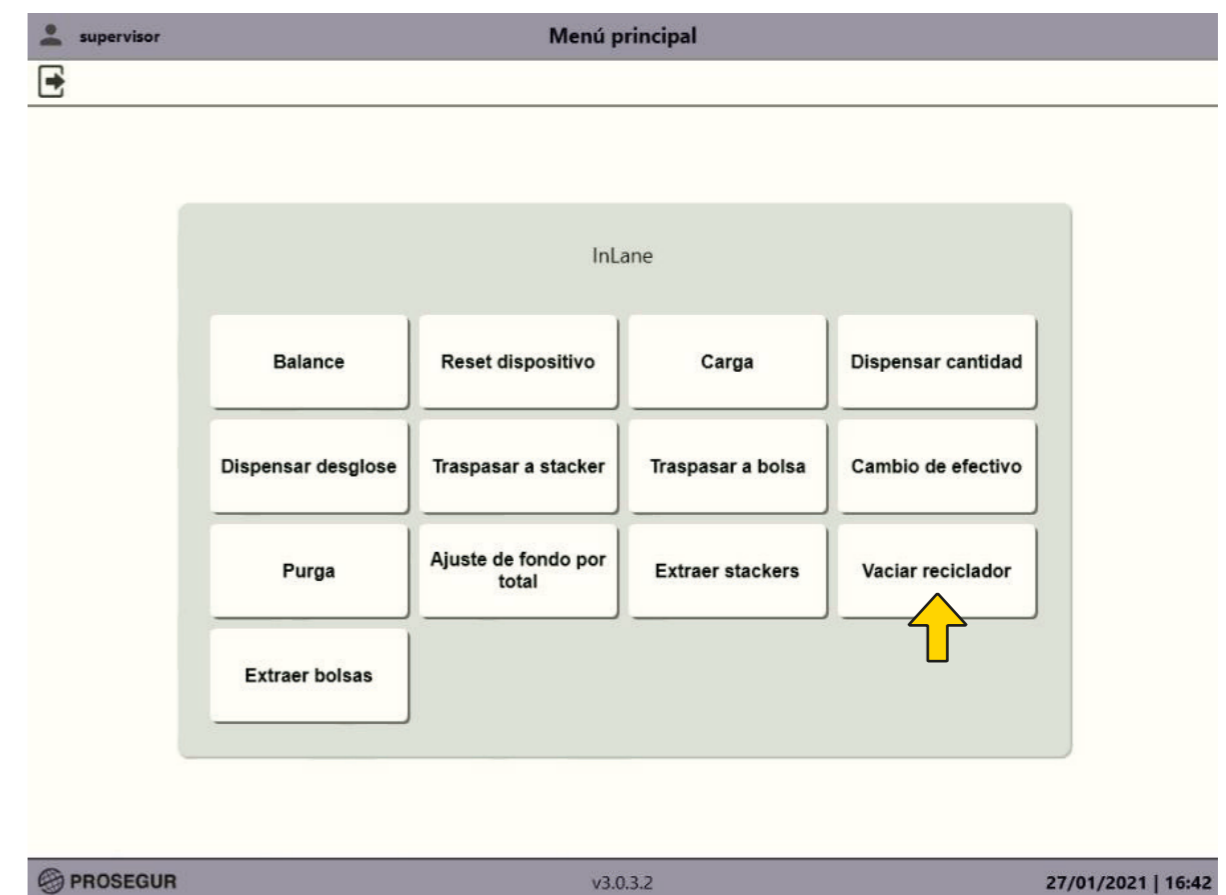 supervisor
Menú principal
InLane
Balance
Reset dispositivo
Carga
Dispensar cantidad
Dispensar desglose
Traspasar a stacker
Traspasar a bolsa
Cambio de efectivo
Purga
Ajuste de fondo por
total
Extraer stackers
Vaciar reciclador
Extraer bolsas
PROSEGUR
v3.0.3.2
27/01/2021 | 16:42